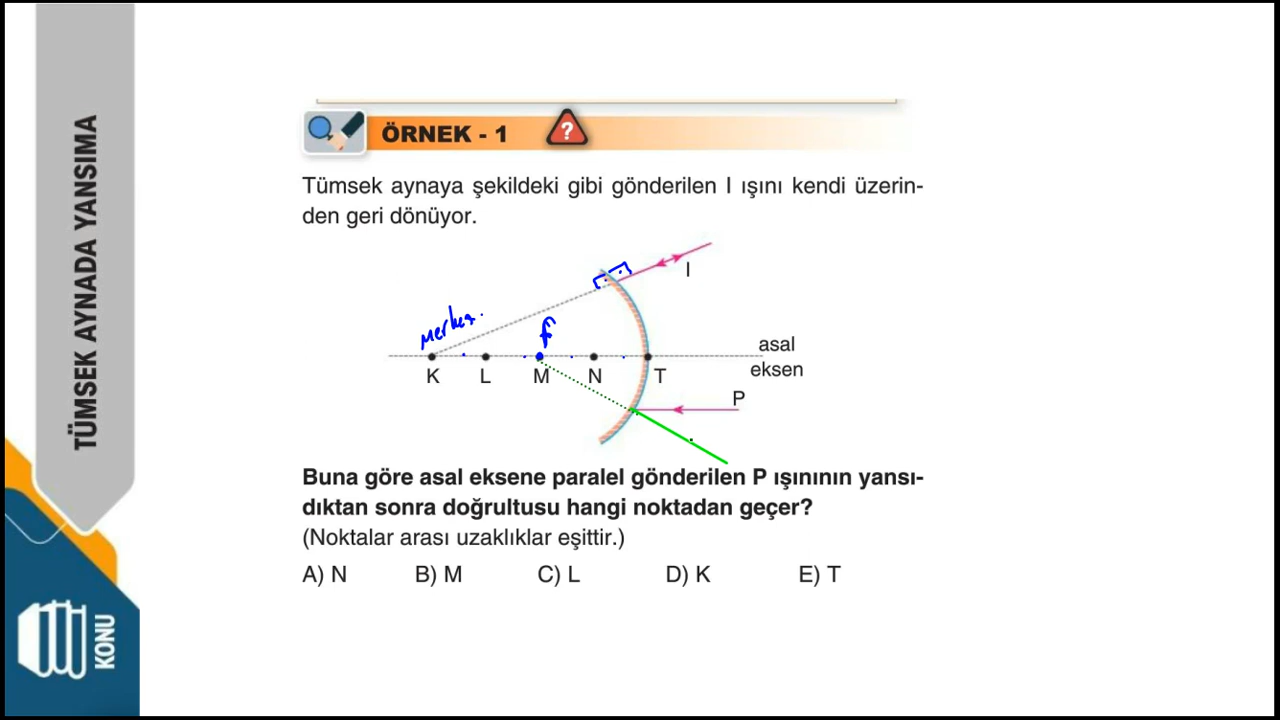 TÜMSEK AYNADA YANSIMA
KONU
ÖRNEK - 1
?
Tümsek aynaya şekildeki gibi gönderilen I ışını kendi üzerin-
den geri dönüyor.
I
merkez.
f
asal
eksen
K L M N T
P
Buna göre asal eksene paralel gönderilen P ışınının yansı-
dıktan sonra doğrultusu hangi noktadan geçer?
(Noktalar arası uzaklıklar eşittir.)
A) N B) M C) L D) K E) T